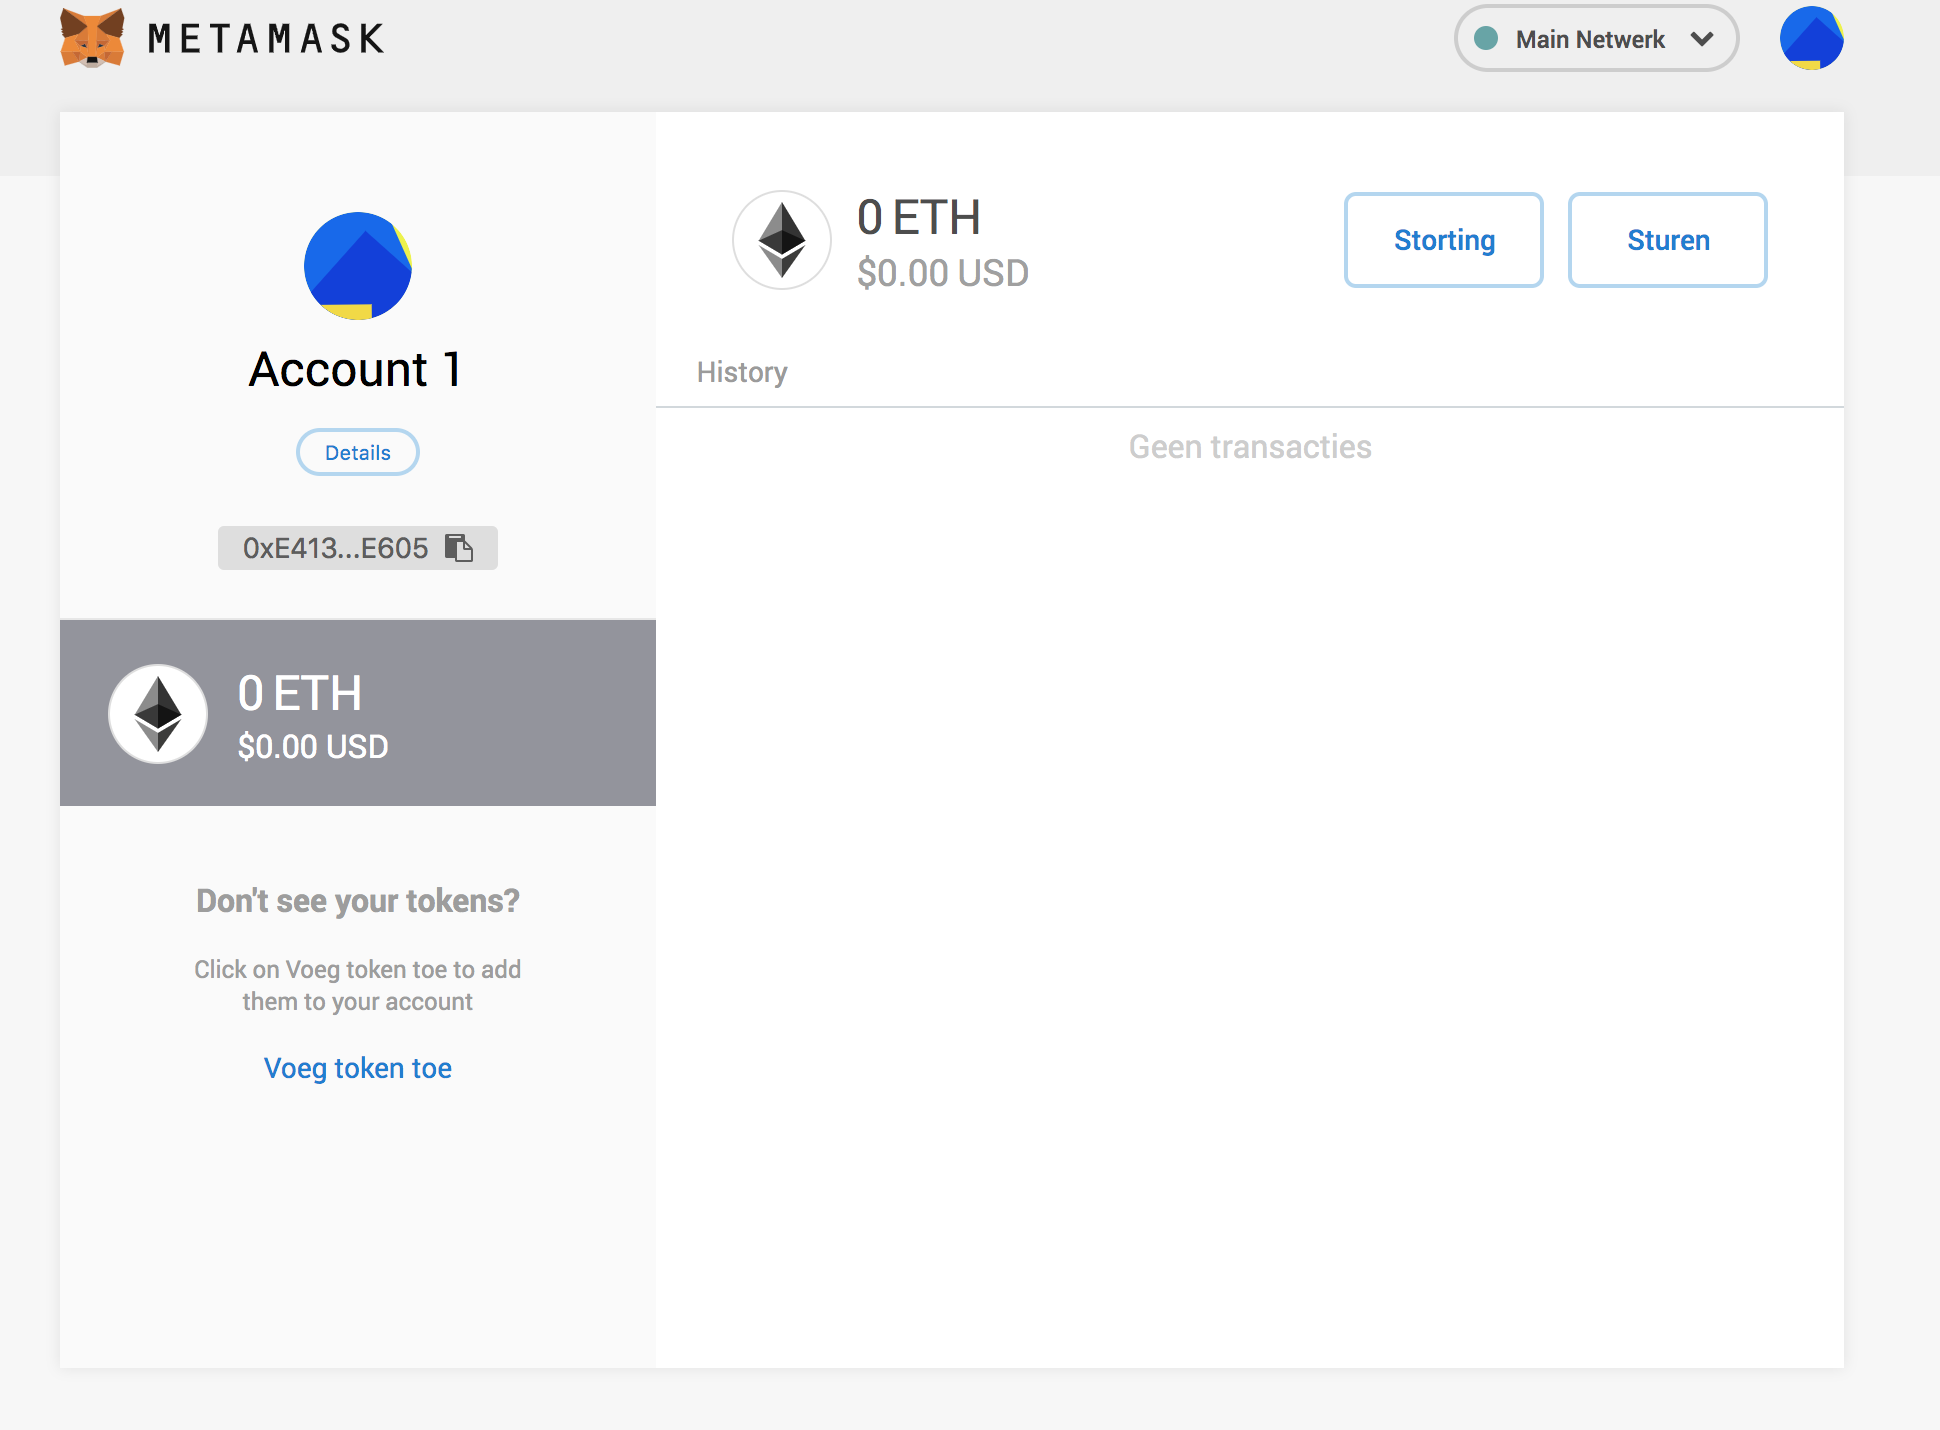 METAMASK
Main Netwerk
Account 1
Details
0xE413...E605
0 ETH
$0.00 USD
Don't see your tokens?
Click on Voeg token toe to add
them to your account
Voeg token toe
0 ETH
$0.00 USD
Storting
Sturen
History
Geen transacties